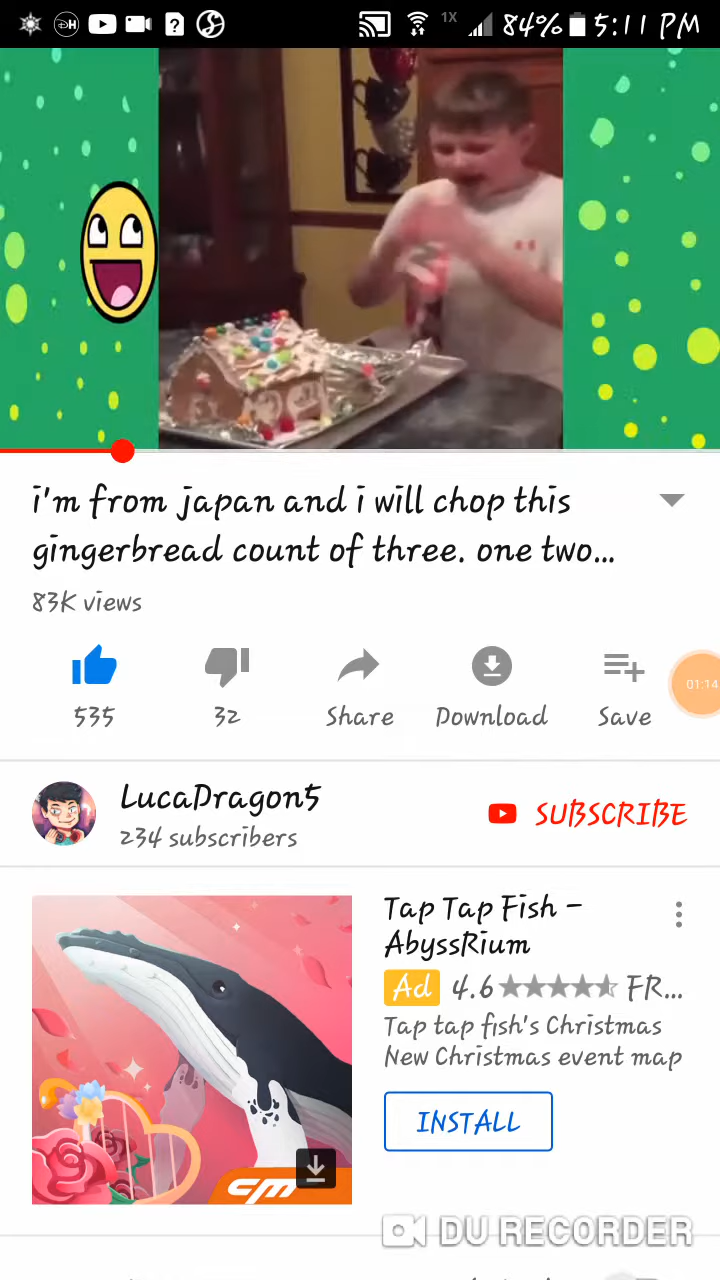 1X 84% 5:11 PM
i'm from japan and i will chop this
gingerbread count of three. one two...
83K views
535 32 Share Download Save
01:14
LucaDragon5
234 subscribers
SUBSCRIBE
Tap Tap Fish -
AbyssRium
Ad 4.6 FR...
Tap tap fish's Christmas
New Christmas event map
INSTALL
cm
DU RECORDER